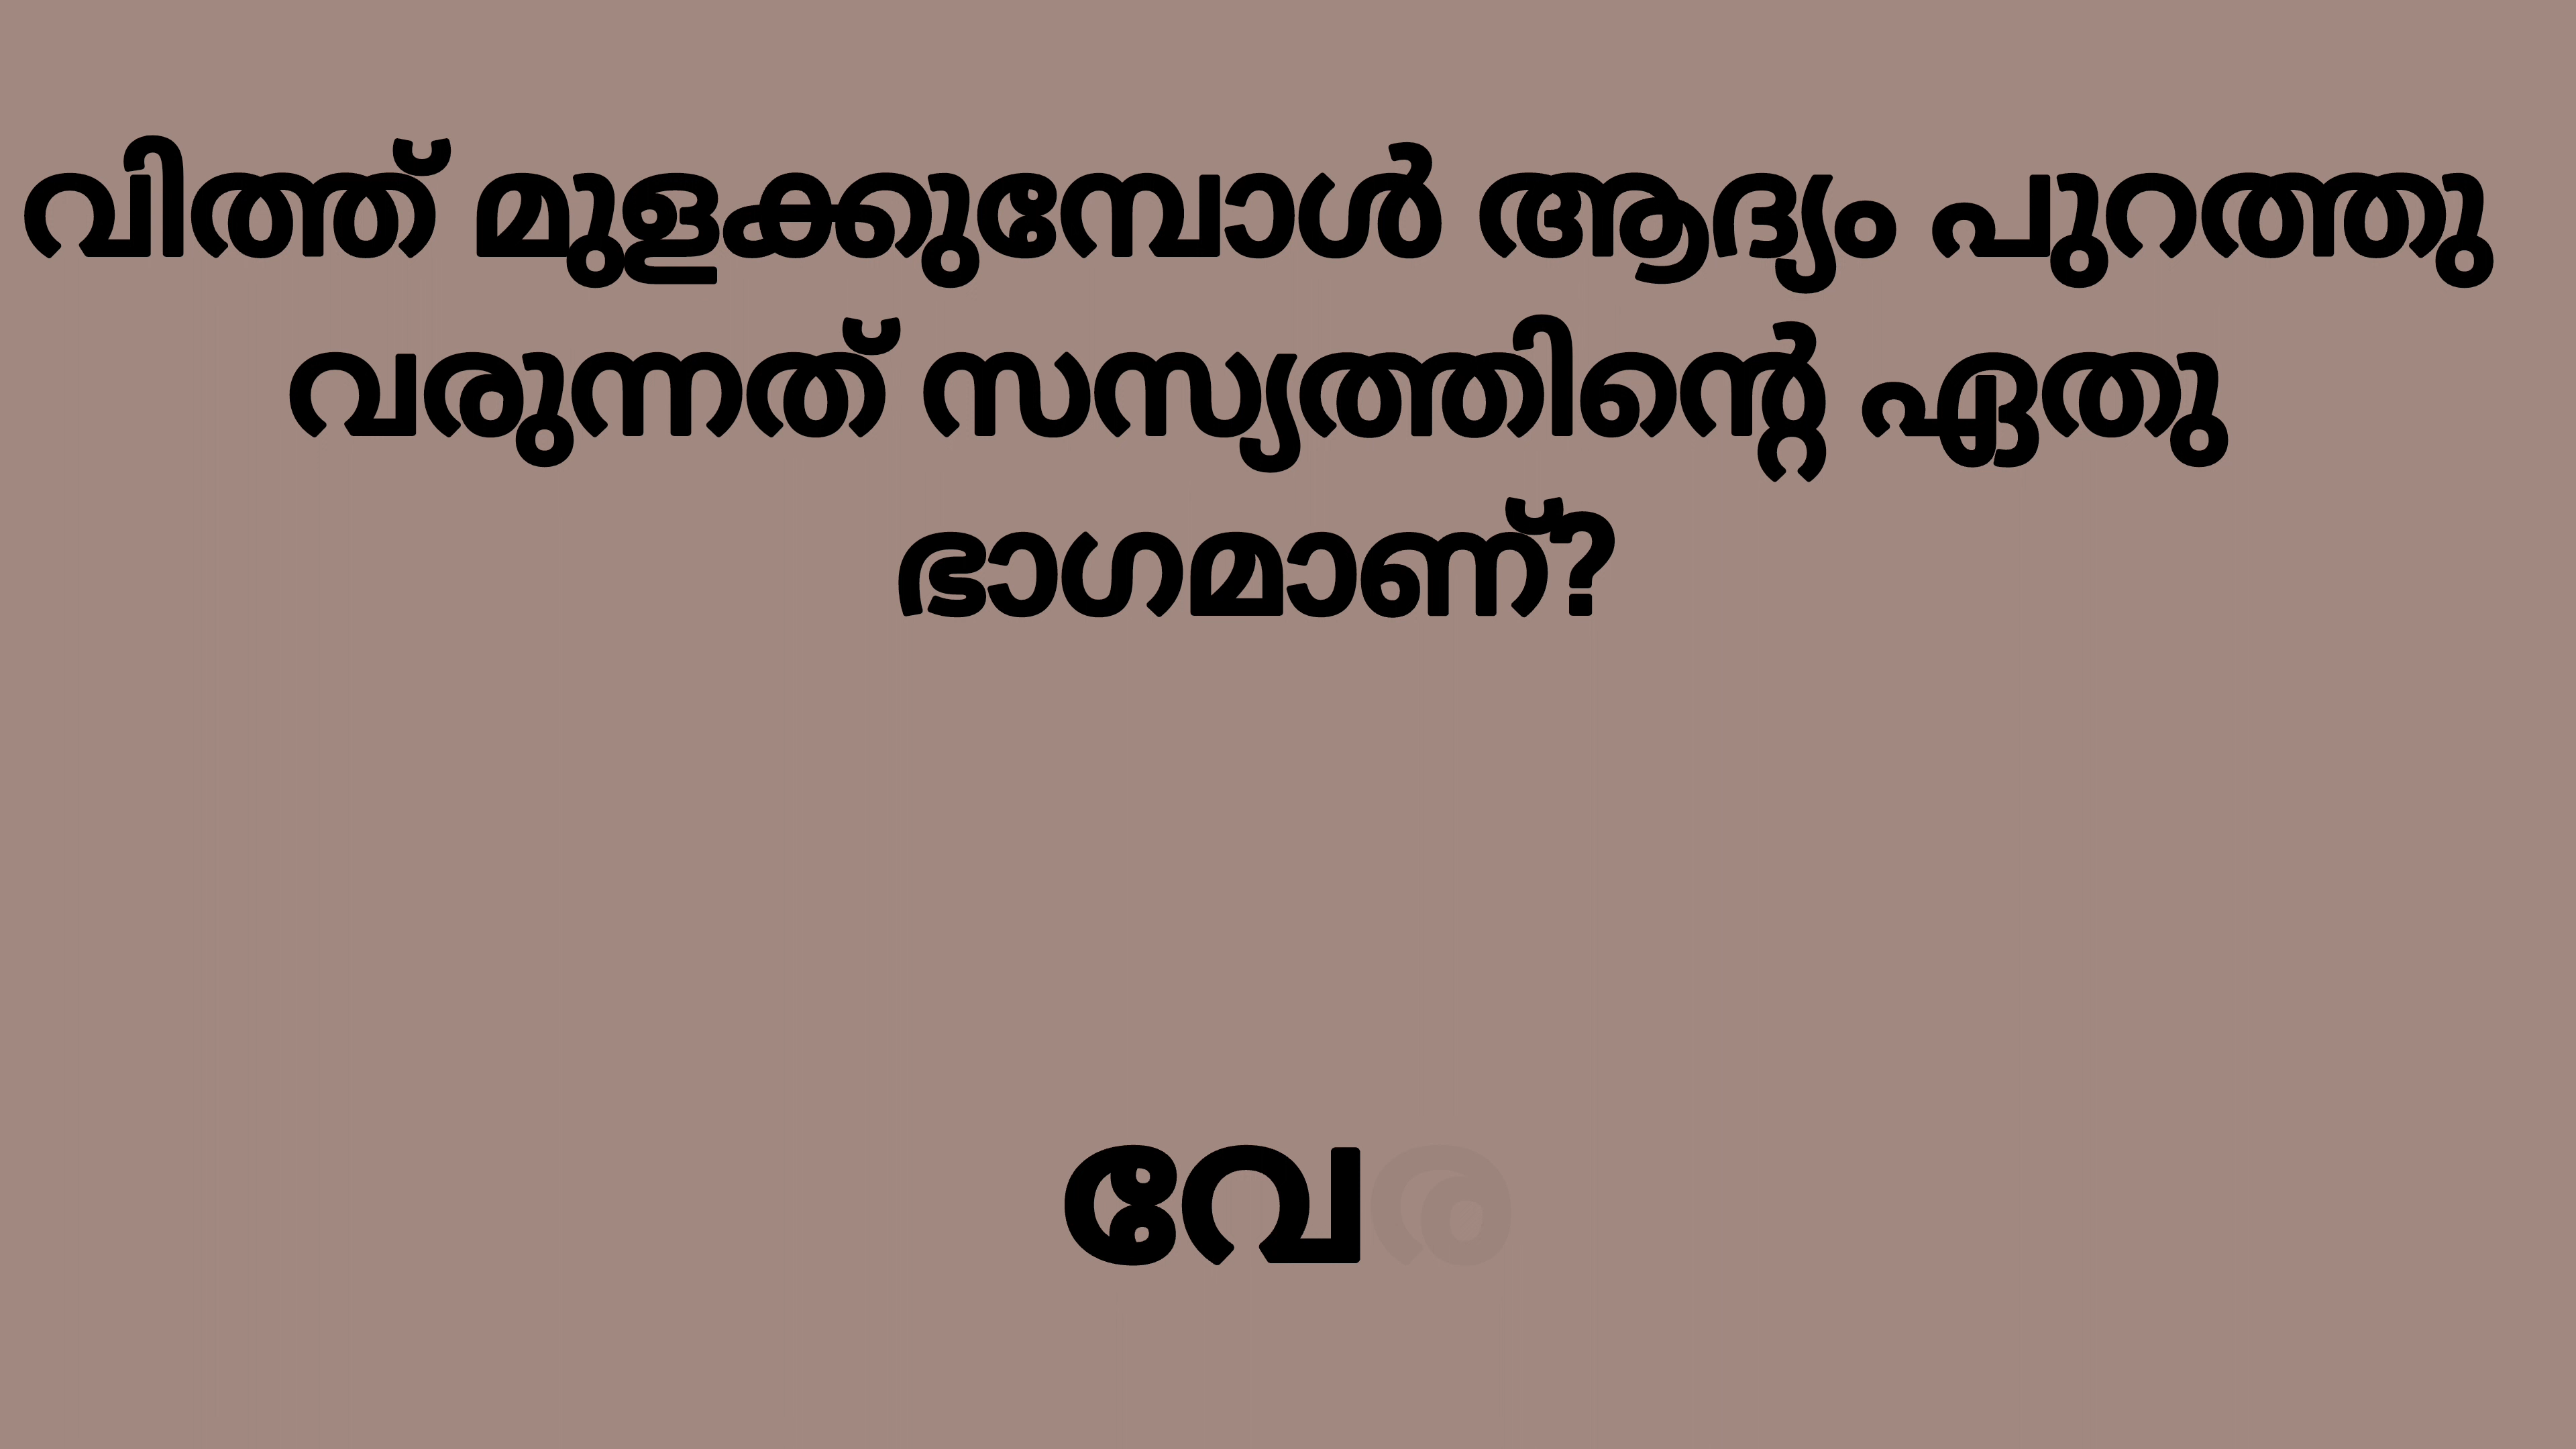 വിത്ത് മുളക്കുമ്പോൾ ആദ്യം പുറത്തു
വരുന്നത് സസ്യത്തിന്റെ ഏതു
ഭാഗമാണ്?
വേര